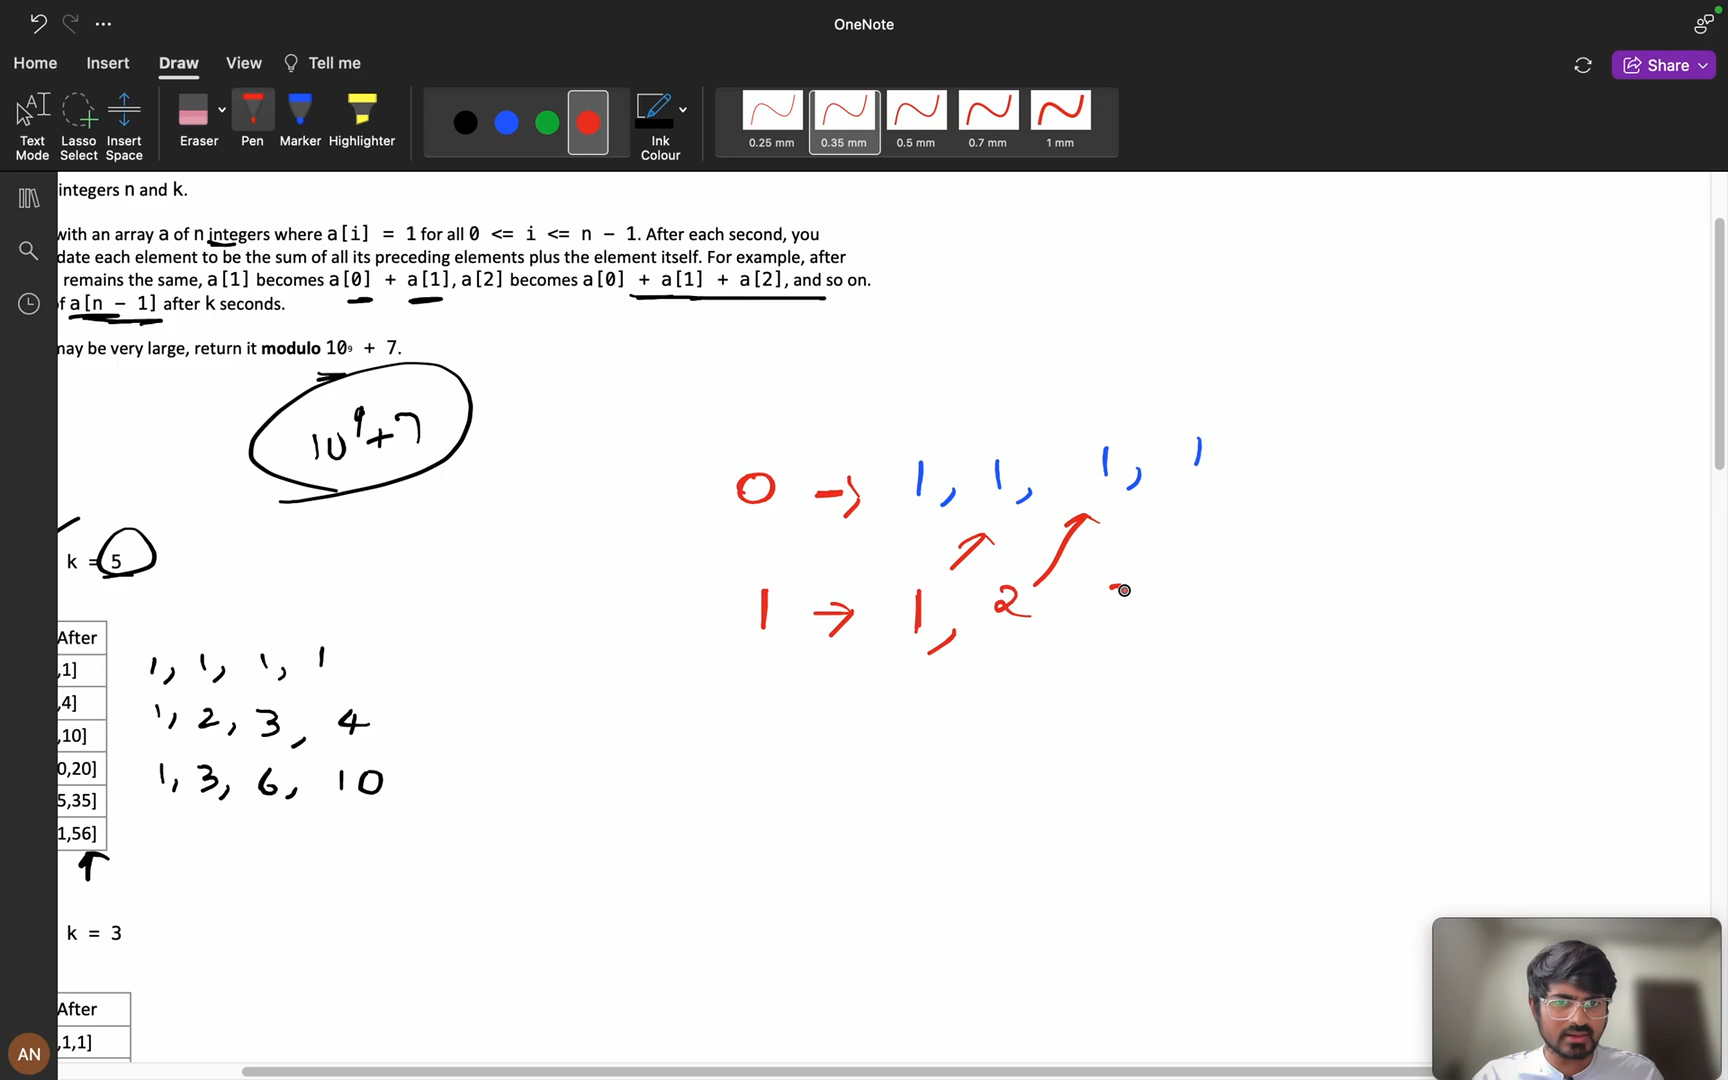 OneNote
Home Insert Draw View Tell me
Share
Text Mode
Lasso Select
Insert Space
Eraser
Pen
Marker
Highlighter
Ink Colour
0.25 mm
0.35 mm
0.5 mm
0.7 mm
1 mm
integers n and k.
with an array a of n integers where a[i] = 1 for all 0 <= i <= n - 1. After each second, you
date each element to be the sum of all its preceding elements plus the element itself. For example, after
remains the same, a[1] becomes a[0] + a[1], a[2] becomes a[0] + a[1] + a[2], and so on.
f a[n - 1] after k seconds.
may be very large, return it modulo 10⁹ + 7.
10⁹+7
0 → 1, 1, 1, 1
k = 5
1 → 1, 2
After
,1]
,4]
,10]
0,20]
5,35]
1,56]
1, 1, 1, 1
1, 2, 3, 4
1, 3, 6, 10
k = 3
After
,1,1]
AN